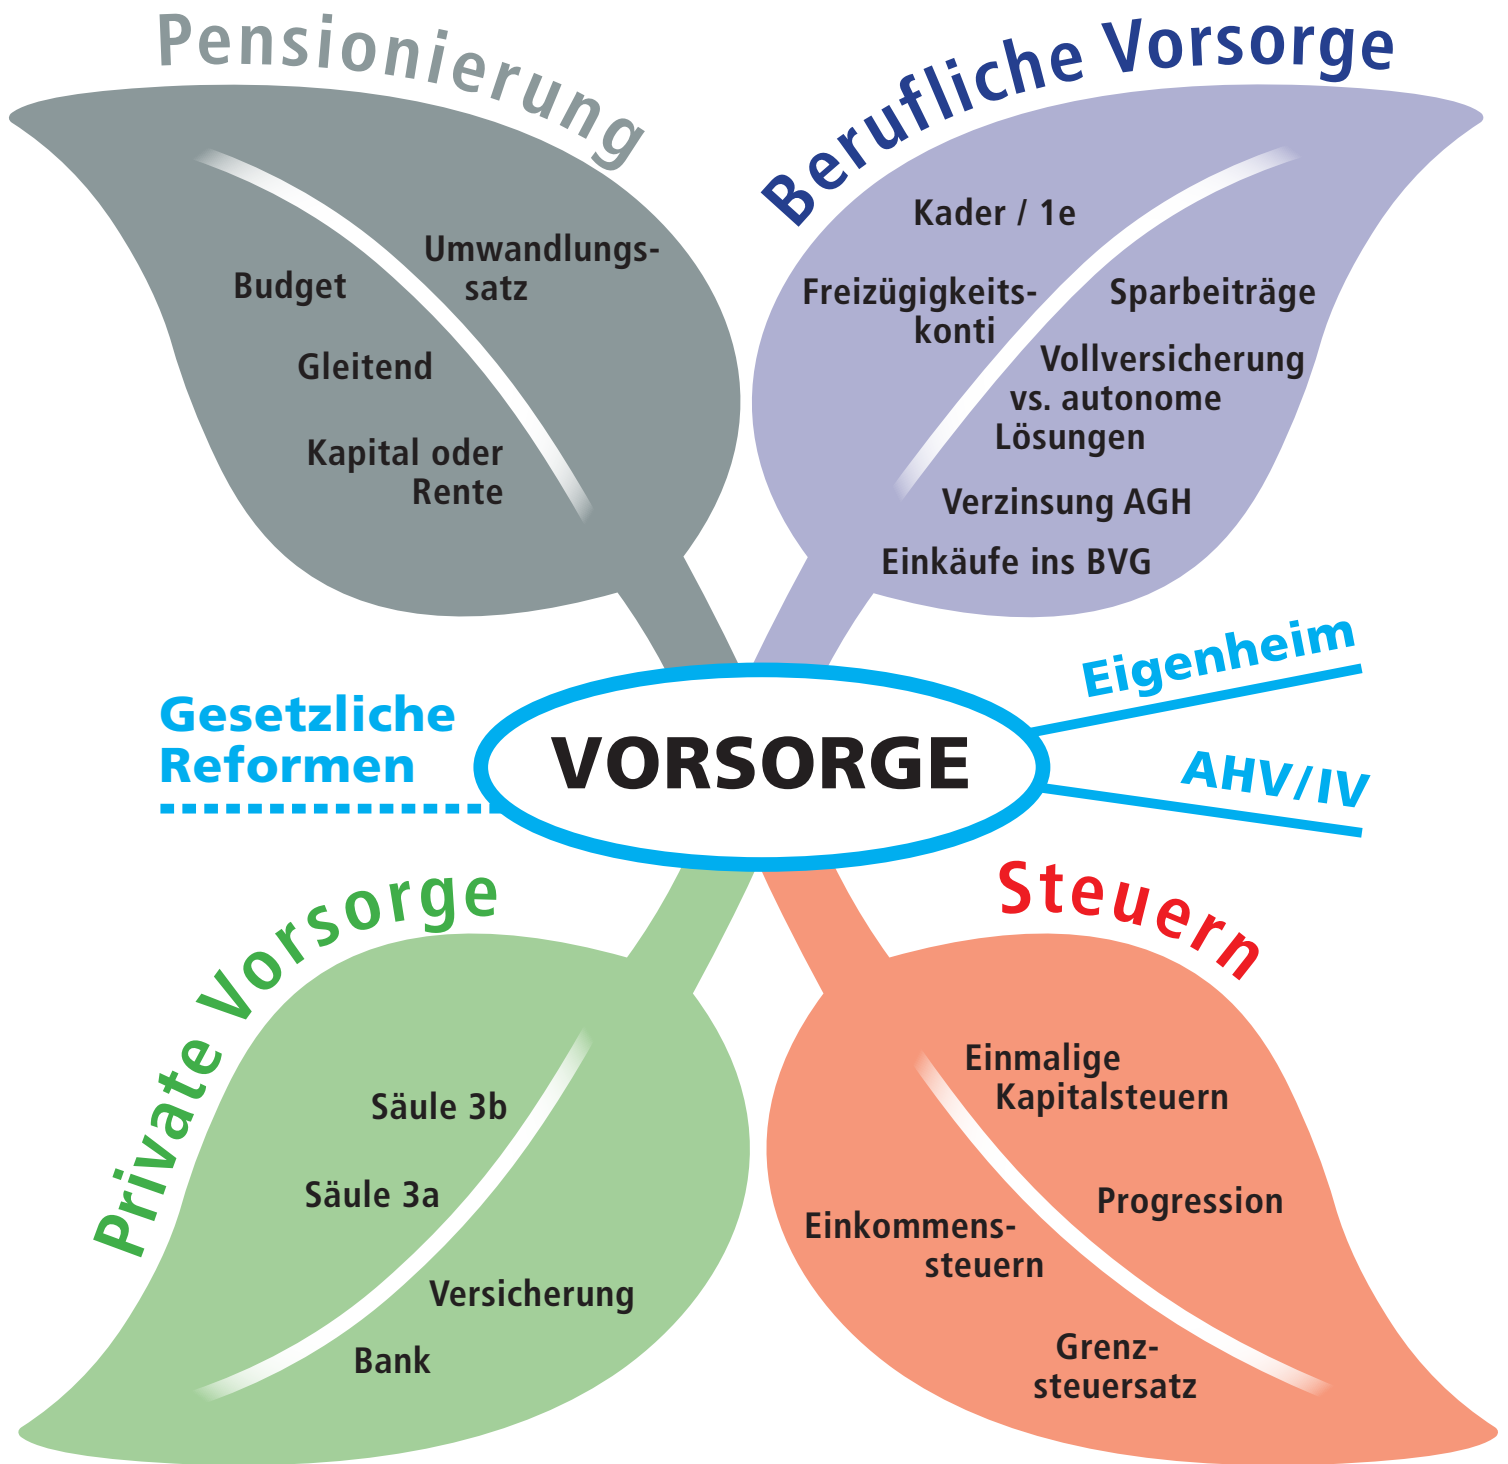 Pensionierung
Budget
Umwandlungs-
satz
Gleitend
Kapital oder
Rente
Berufliche Vorsorge
Kader / 1e
Freizügigkeits-
konti
Sparbeiträge
Vollversicherung
vs. autonome
Lösungen
Verzinsung AGH
Einkäufe ins BVG
Gesetzliche
Reformen
VORSORGE
Eigenheim
AHV/IV
Private Vorsorge
Säule 3b
Säule 3a
Versicherung
Bank
Steuern
Einmalige
Kapitalsteuern
Progression
Einkommens-
steuern
Grenz-
steuersatz